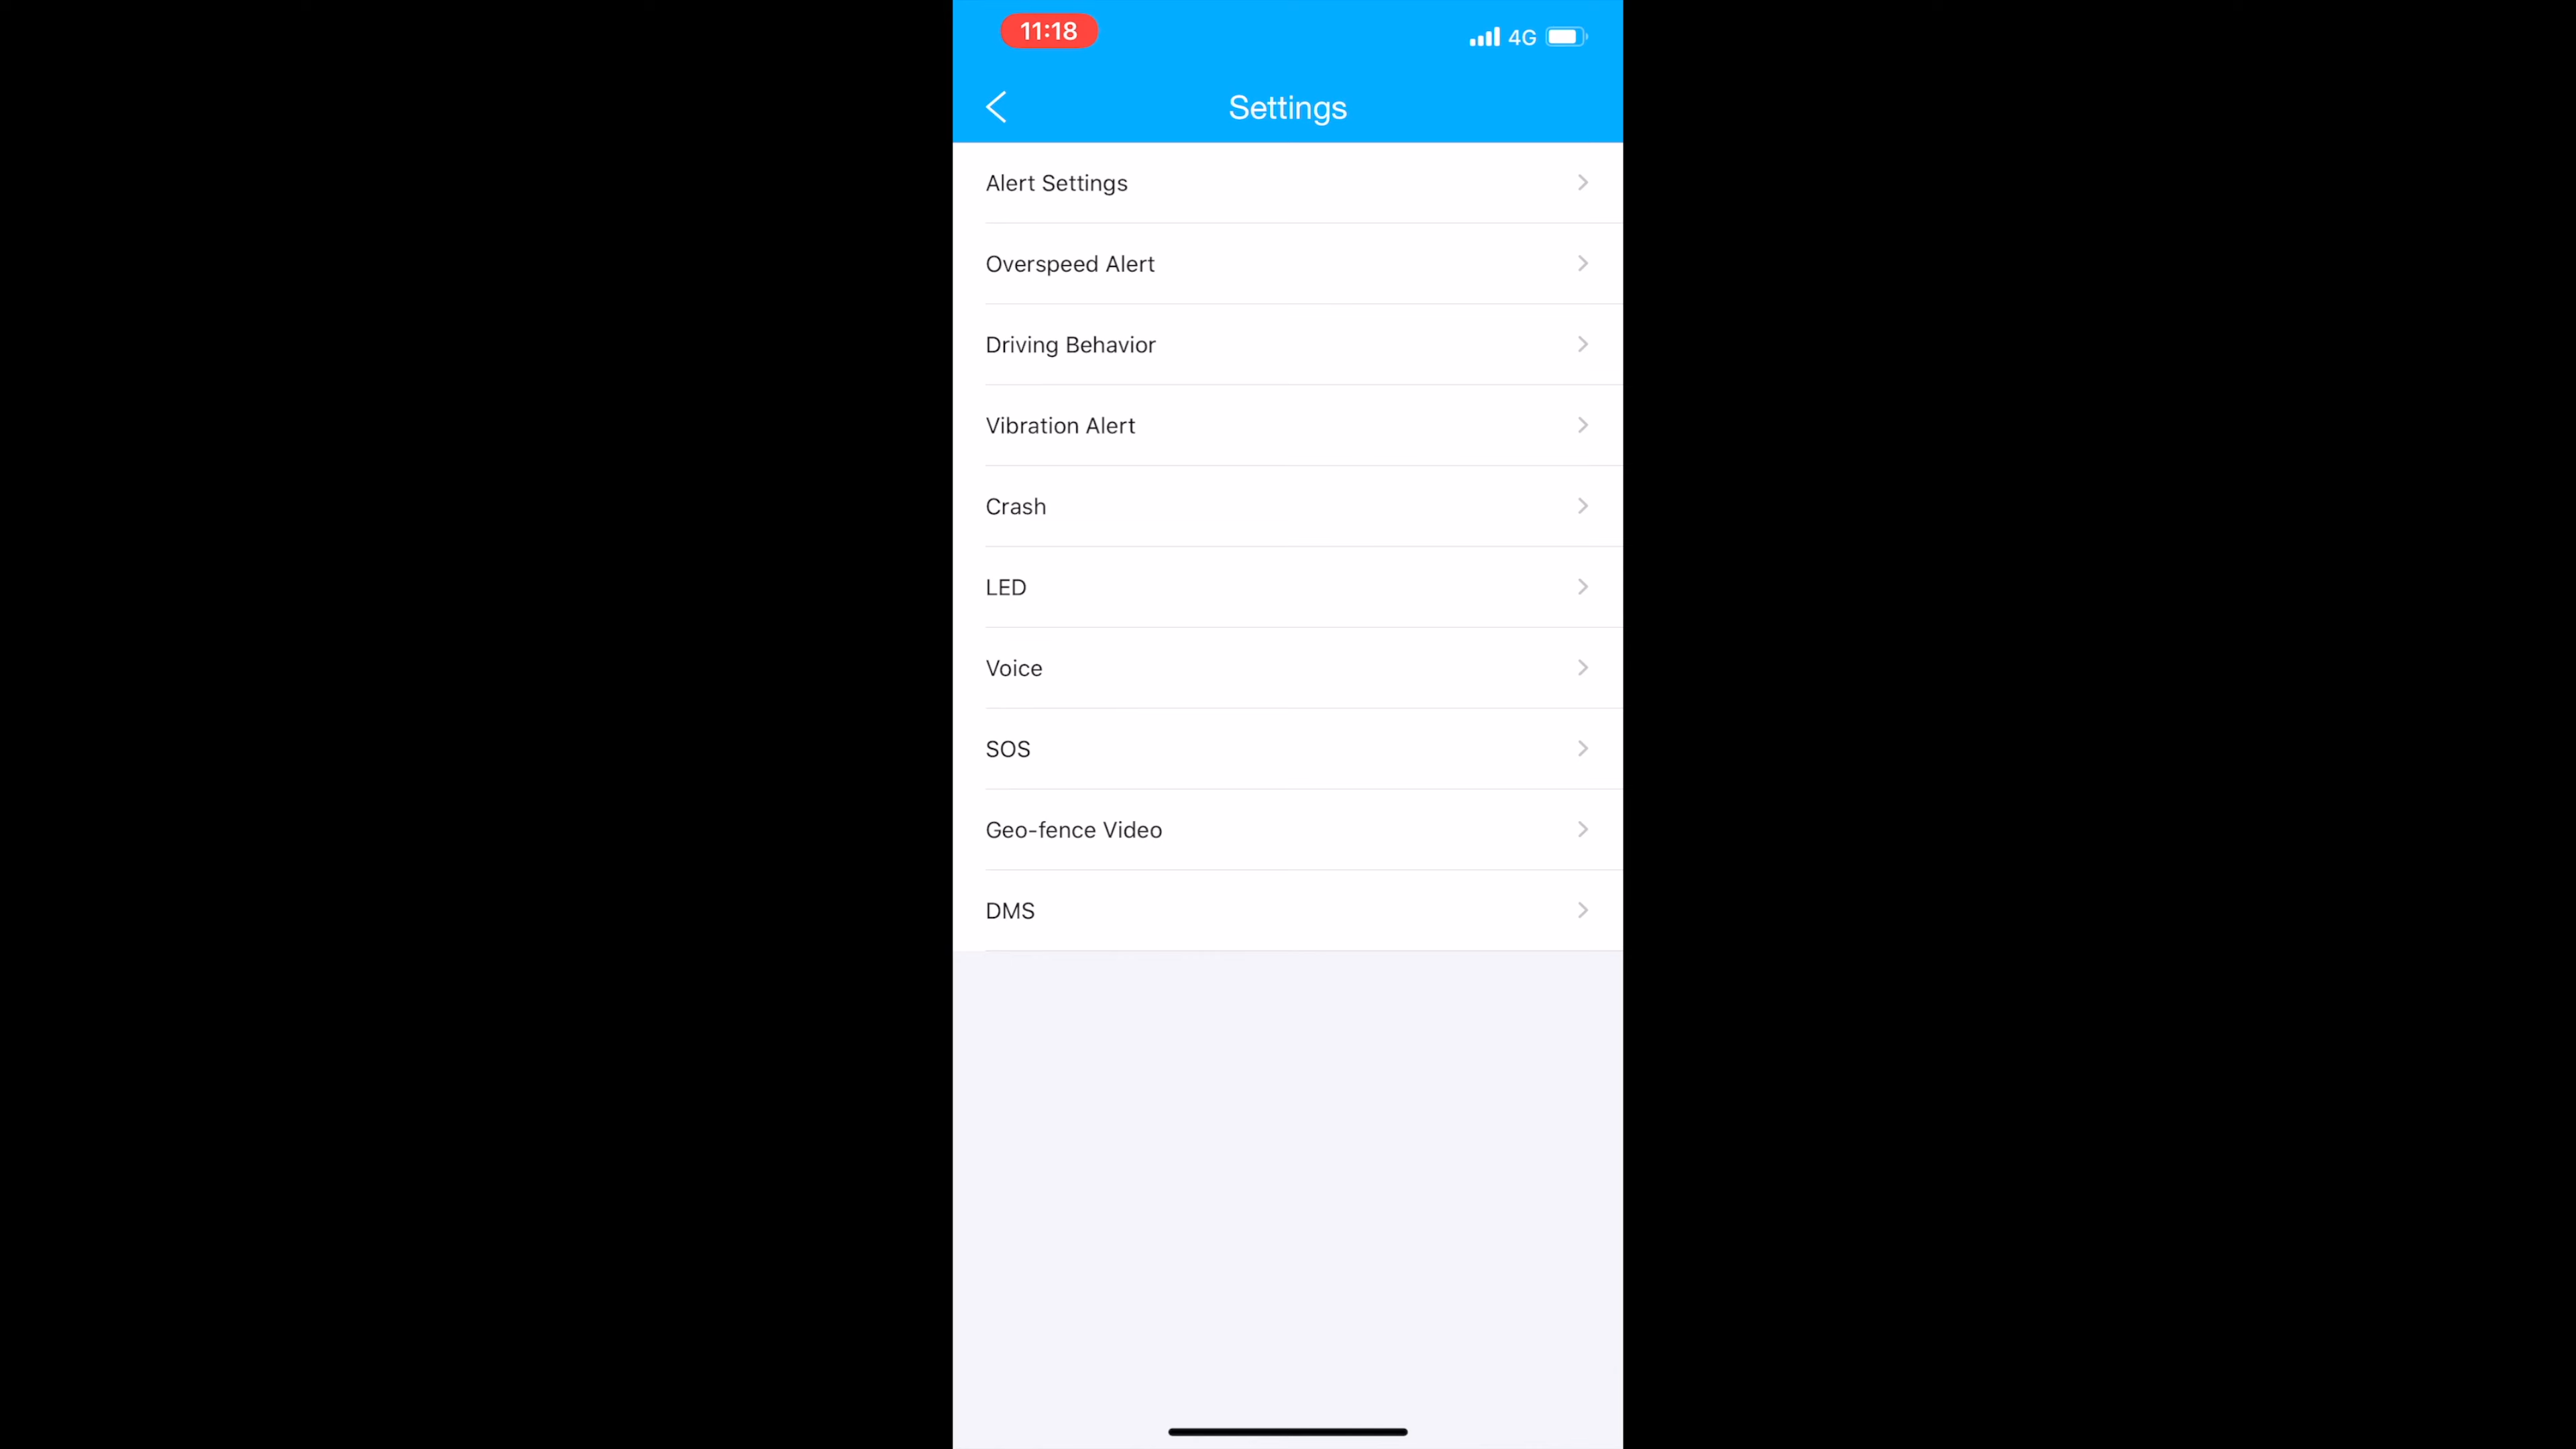 11:18
4G
Settings
Alert Settings
Overspeed Alert
Driving Behavior
Vibration Alert
Crash
LED
Voice
SOS
Geo-fence Video
DMS